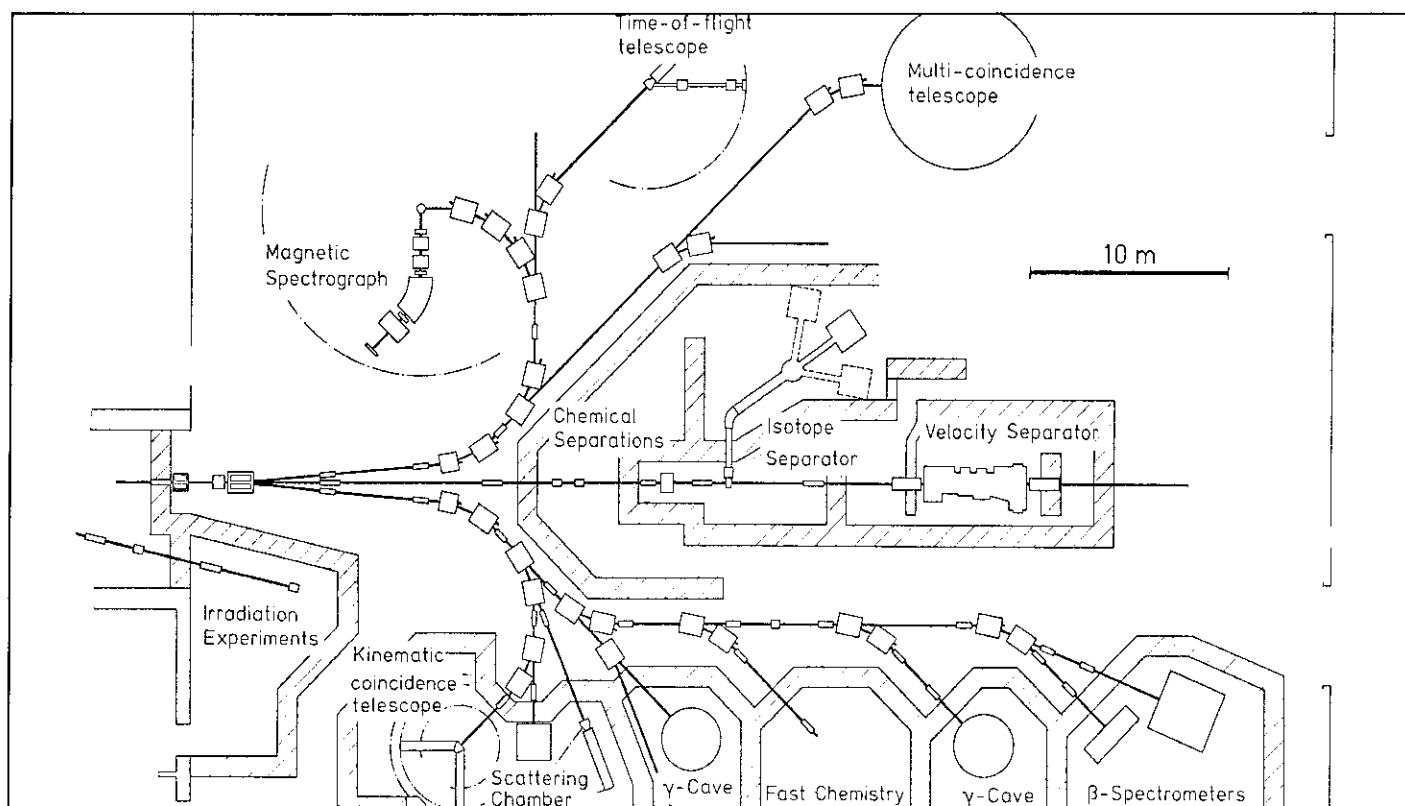 Time-of-flight
telescope
Multi-coincidence
telescope
Magnetic
Spectrograph
10 m
Chemical
Separations
Isotope
Separator
Velocity Separator
Irradiation
Experiments
Kinematic
coincidence-
telescope
Scattering
Chamber
γ-Cave
Fast Chemistry
γ-Cave
β-Spectrometers